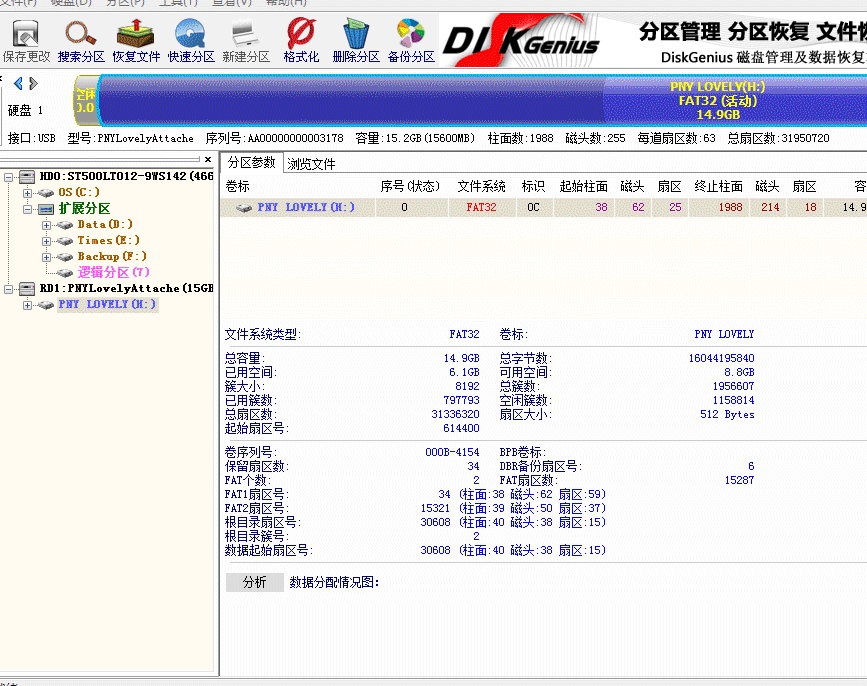 文件(F) 硬盘(D) 分区(P) 工具(T) 查看(V) 帮助(H)
保存更改 搜索分区 恢复文件 快速分区 新建分区 格式化 删除分区 备份分区
DISKGenius
分区管理 分区恢复 文件恢
DiskGenius 磁盘管理及数据恢复
硬盘 1
空闲
0.0
PNY LOVELY(H:)
FAT32 (活动)
14.9GB
接口:USB 型号:PNYLovelyAttache 序列号:AA00000000003178 容量:15.2GB(15600MB) 柱面数:1988 磁头数:255 每道扇区数:63 总扇区数:31950720
HD0:ST500LT012-9WS142(466
OS(C:)
扩展分区
Data(D:)
Times(E:)
Backup(F:)
逻辑分区(7)
RD1:PNYLovelyAttache(15GB
PNY LOVELY(H:)
分区参数 浏览文件
卷标 序号(状态) 文件系统 标识 起始柱面 磁头 扇区 终止柱面 磁头 扇区 容
PNY LOVELY(H:) 0 FAT32 0C 38 62 25 1988 214 18 14.9
文件系统类型: FAT32 卷标: PNY LOVELY
总容量: 14.9GB 总字节数: 16044195840
已用空间: 6.1GB 可用空间: 8.8GB
簇大小: 8192 总簇数: 1956607
已用簇数: 797793 空闲簇数: 1158814
总扇区数: 31336320 扇区大小: 512 Bytes
起始扇区号: 614400
卷序列号: 000B-4154 BPB卷标:
保留扇区数: 34 DBR备份扇区号: 6
FAT个数: 2 FAT扇区数: 15287
FAT1扇区号: 34 (柱面:38 磁头:62 扇区:59)
FAT2扇区号: 15321 (柱面:39 磁头:50 扇区:37)
根目录扇区号: 30608 (柱面:40 磁头:38 扇区:15)
根目录簇号: 2
数据起始扇区号: 30608 (柱面:40 磁头:38 扇区:15)
分析 数据分配情况图: